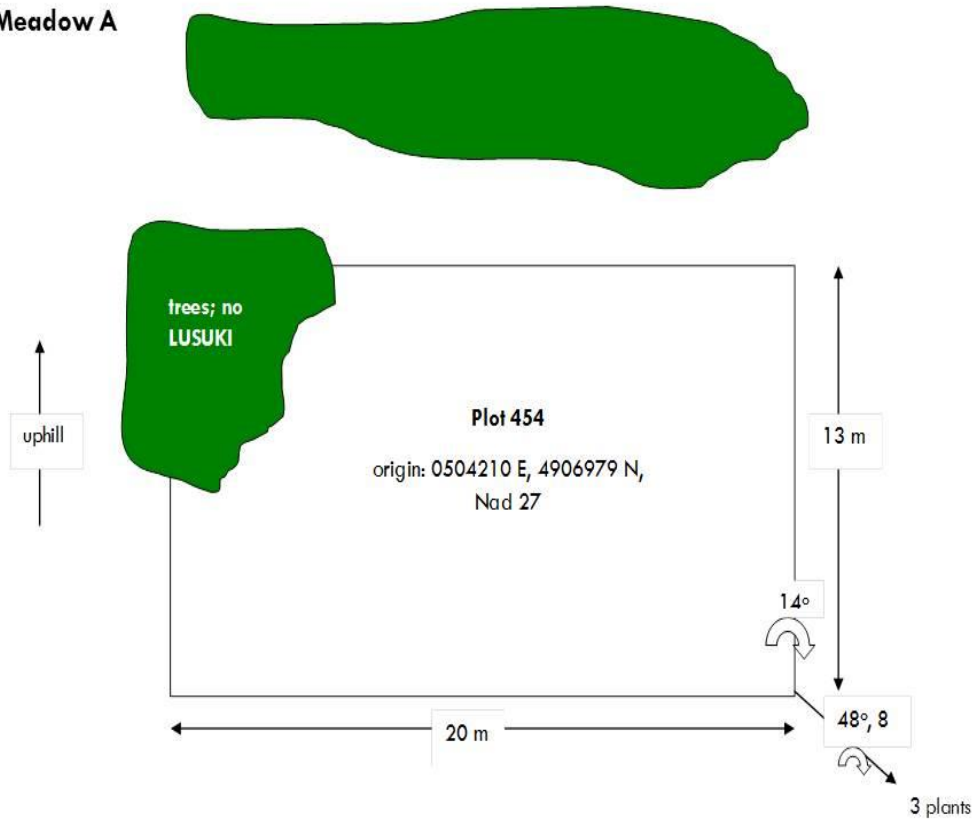 Meadow A
trees; no
LUSUKI
uphill
Plot 454
origin: 0504210 E, 4906979 N,
Nad 27
13 m
14°
20 m
48°, 8
3 plants